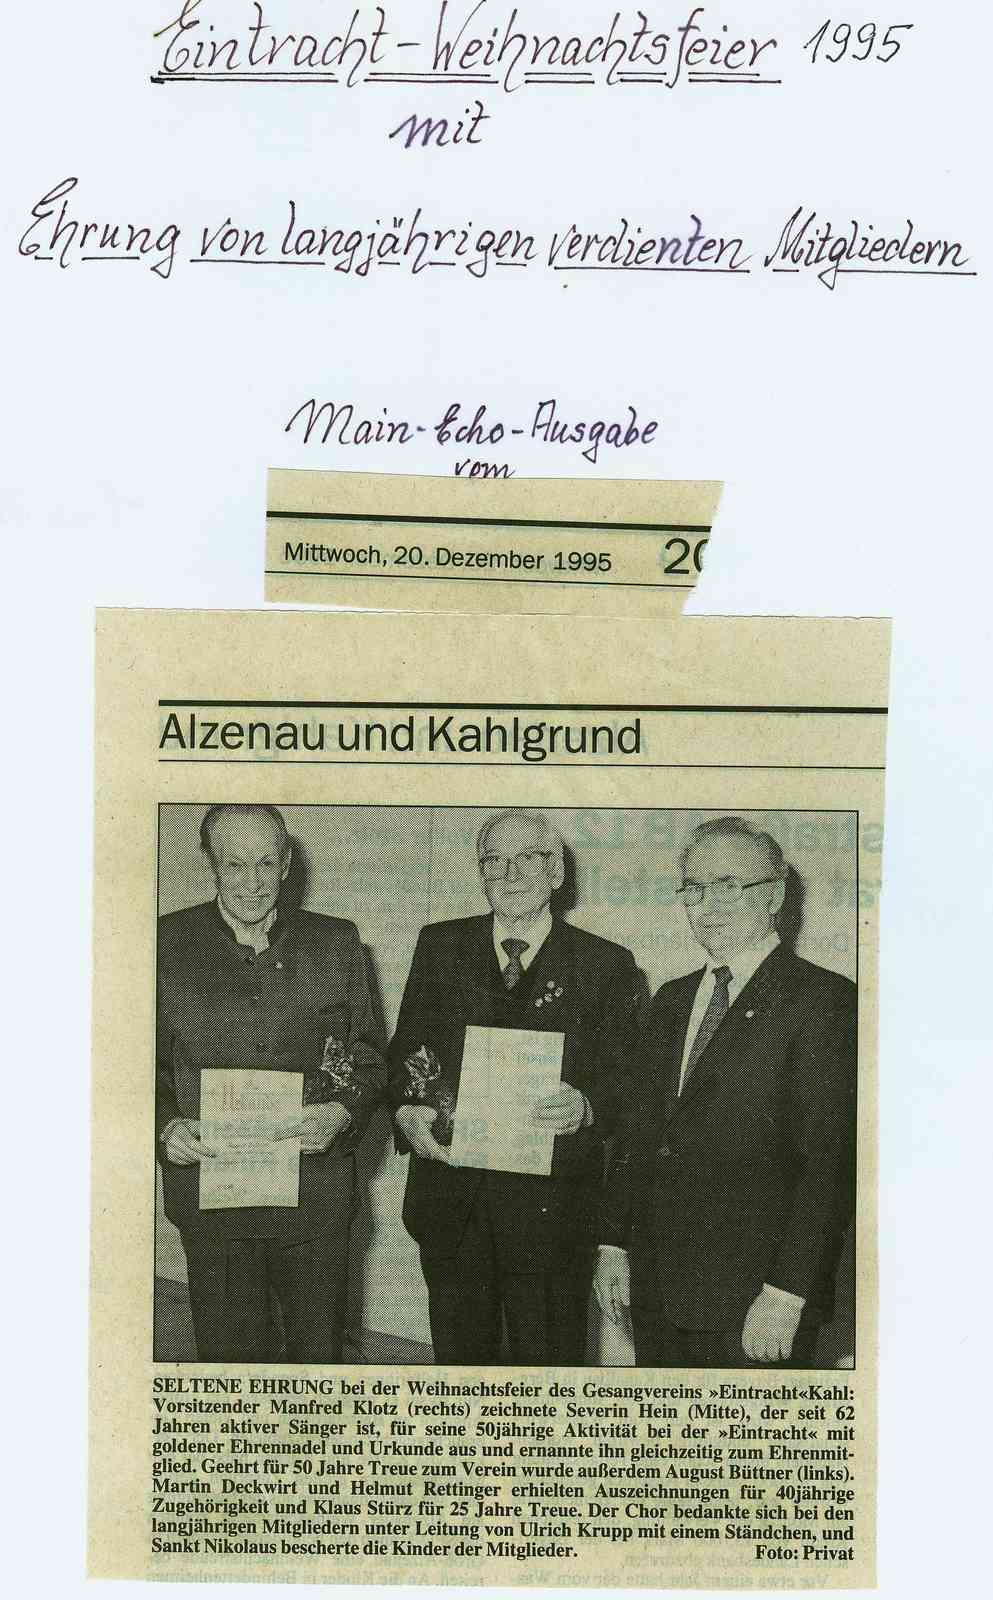 Eintracht-Weihnachtsfeier 1995
mit
Ehrung von langjährigen verdienten Mitgliedern
Main-Echo-Ausgabe
vom
Mittwoch, 20. Dezember 1995
Alzenau und Kahlgrund
SELTENE EHRUNG bei der Weihnachtsfeier des Gesangvereins »Eintracht«Kahl:
Vorsitzender Manfred Klotz (rechts) zeichnete Severin Hein (Mitte), der seit 62
Jahren aktiver Sänger ist, für seine 50jährige Aktivität bei der »Eintracht« mit
goldener Ehrennadel und Urkunde aus und ernannte ihn gleichzeitig zum Ehrenmit-
glied. Geehrt für 50 Jahre Treue zum Verein wurde außerdem August Büttner (links).
Martin Deckwirt und Helmut Rettinger erhielten Auszeichnungen für 40jährige
Zugehörigkeit und Klaus Stürz für 25 Jahre Treue. Der Chor bedankte sich bei den
langjährigen Mitgliedern unter Leitung von Ulrich Krupp mit einem Ständchen, und
Sankt Nikolaus bescherte die Kinder der Mitglieder. Foto: Privat